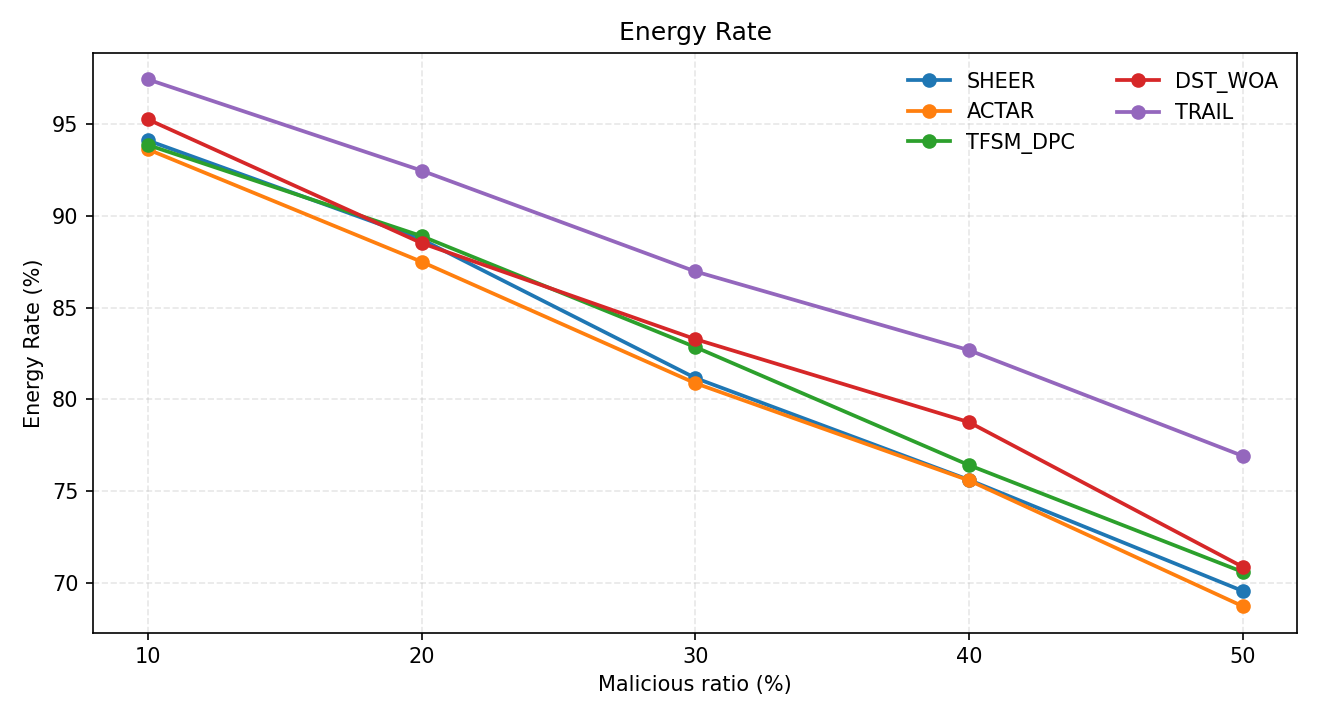 Energy Rate
SHEER
ACTAR
TFSM_DPC
DST_WOA
TRAIL
Energy Rate (%)
95
90
85
80
75
70
10 20 30 40 50
Malicious ratio (%)